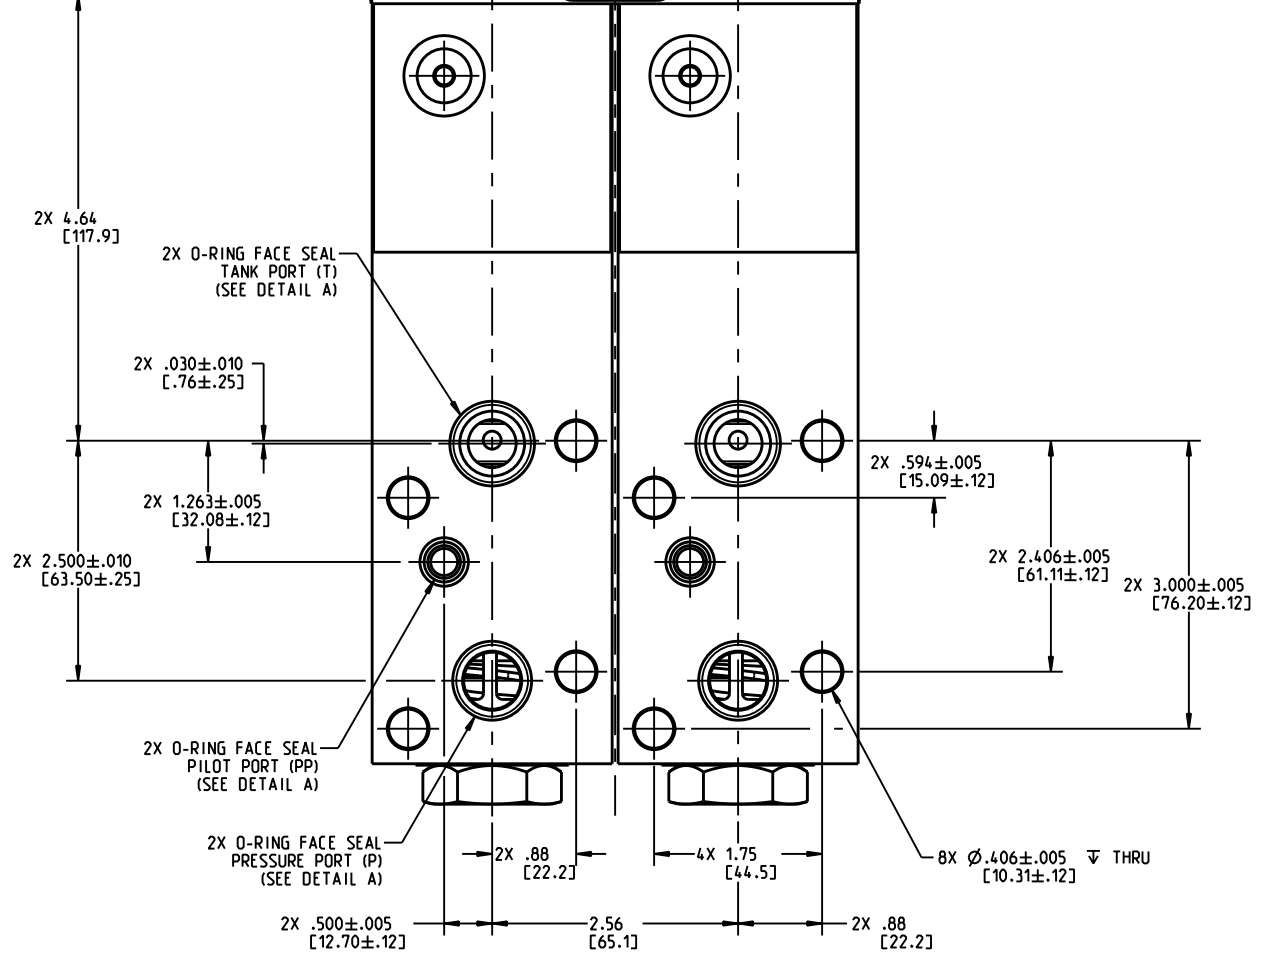 2X 4.64
[117.9]
2X O-RING FACE SEAL
TANK PORT (T)
(SEE DETAIL A)
2X .030±.010
[.76±.25]
2X 1.263±.005
[32.08±.12]
2X 2.500±.010
[63.50±.25]
2X .594±.005
[15.09±.12]
2X 2.406±.005
[61.11±.12]
2X 3.000±.005
[76.20±.12]
2X O-RING FACE SEAL
PILOT PORT (PP)
(SEE DETAIL A)
2X O-RING FACE SEAL
PRESSURE PORT (P)
(SEE DETAIL A)
2X .88
[22.2]
4X 1.75
[44.5]
8X Ø.406±.005 ↧ THRU
[10.31±.12]
2X .500±.005
[12.70±.12]
2.56
[65.1]
2X .88
[22.2]